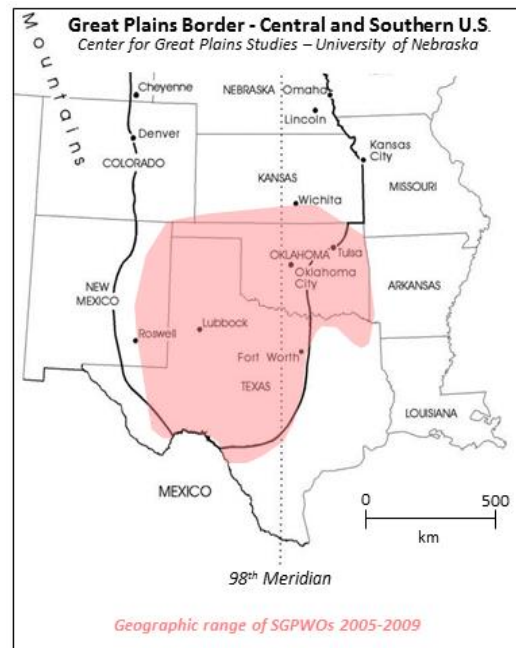 Great Plains Border - Central and Southern U.S.
Center for Great Plains Studies – University of Nebraska
Mountains
Cheyenne
NEBRASKA
Omaha
Lincoln
Denver
COLORADO
Kansas
City
KANSAS
MISSOURI
Wichita
OKLAHOMA
Tulsa
Oklahoma
City
NEW
MEXICO
ARKANSAS
Roswell
Lubbock
Fort Worth
TEXAS
LOUISIANA
MEXICO
0
500
km
98th Meridian
Geographic range of SGPWOs 2005-2009